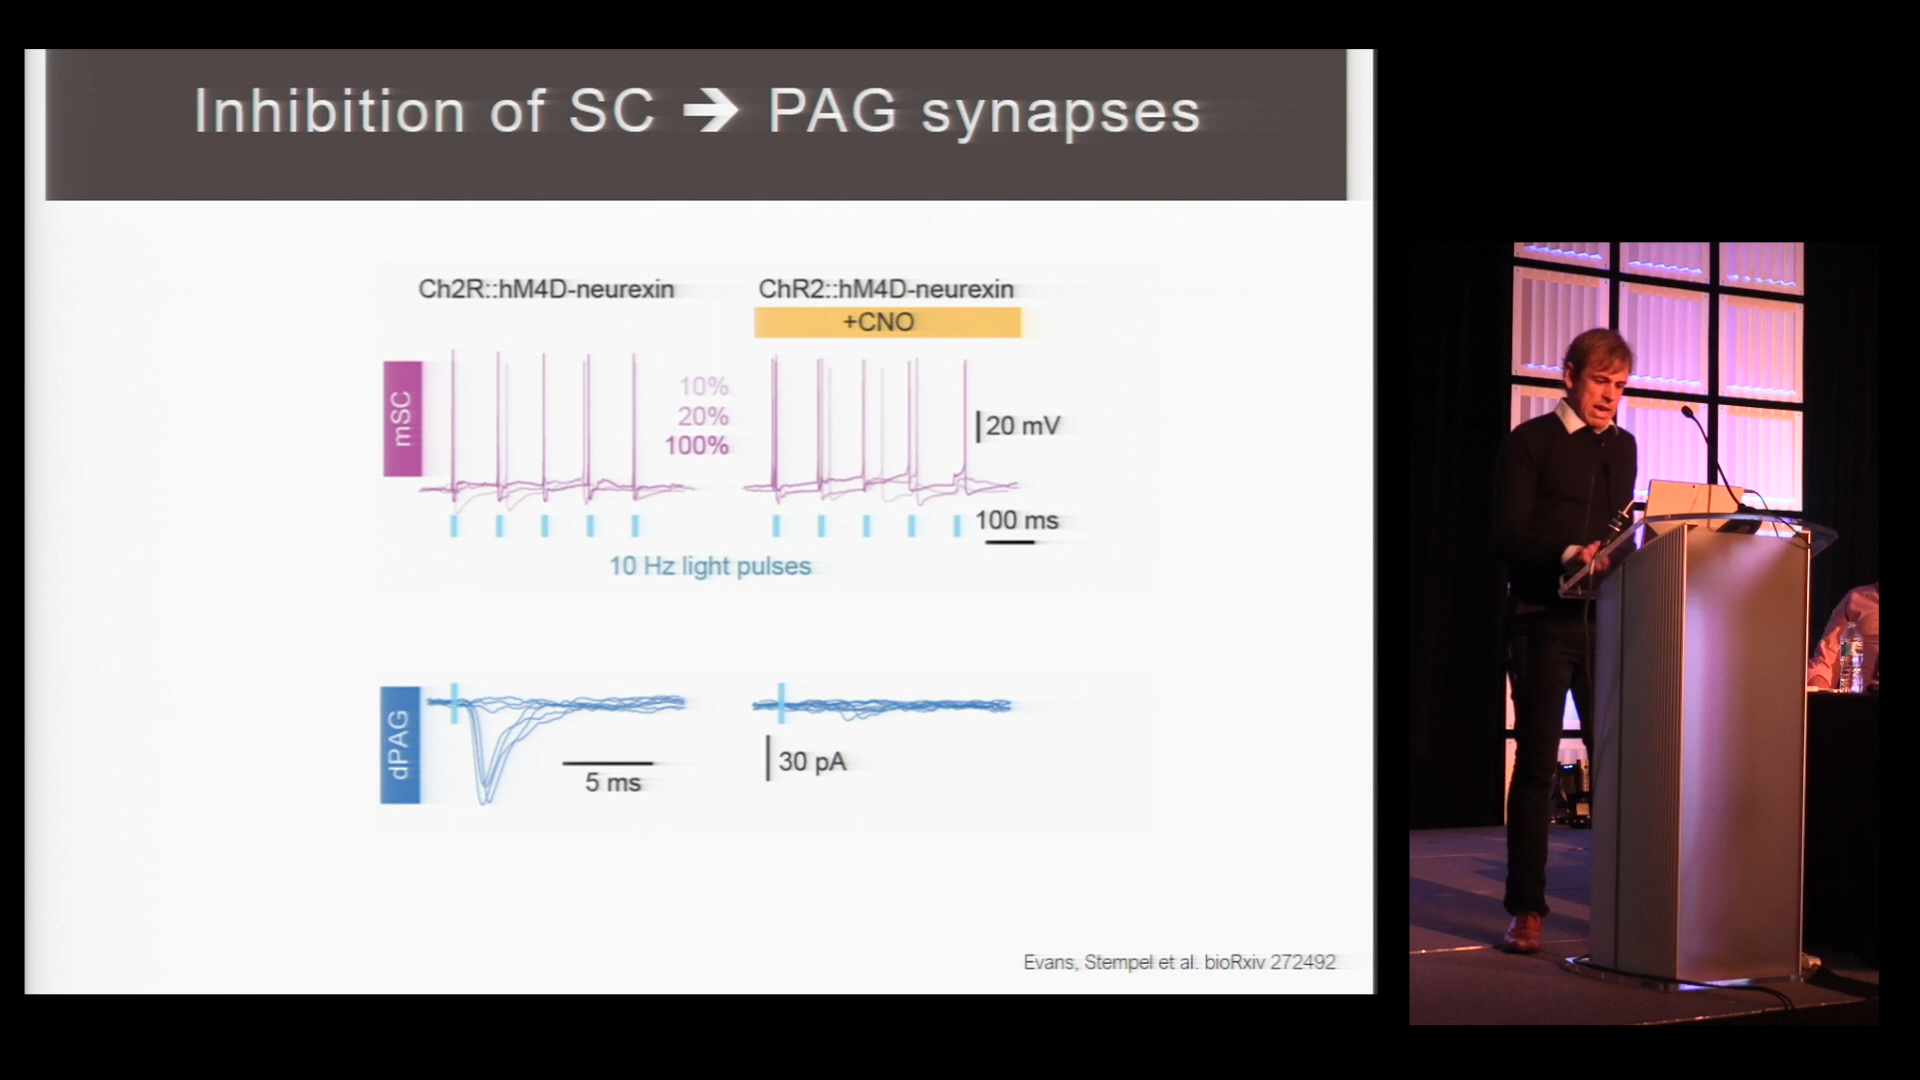 Inhibition of SC ➔ PAG synapses
Ch2R::hM4D-neurexin
ChR2::hM4D-neurexin
+CNO
mSC
10%
20%
100%
20 mV
100 ms
10 Hz light pulses
dPAG
5 ms
30 pA
Evans, Stempel et al. bioRxiv 272492